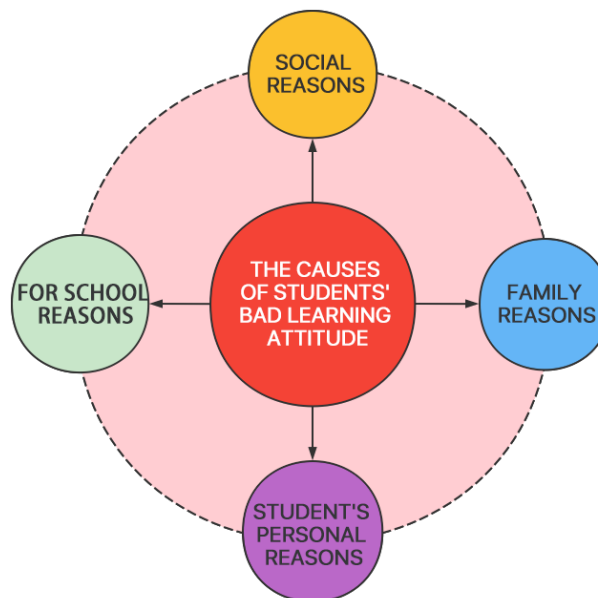 SOCIAL
REASONS
FOR SCHOOL
REASONS
THE CAUSES
OF STUDENTS'
BAD LEARNING
ATTITUDE
FAMILY
REASONS
STUDENT'S
PERSONAL
REASONS